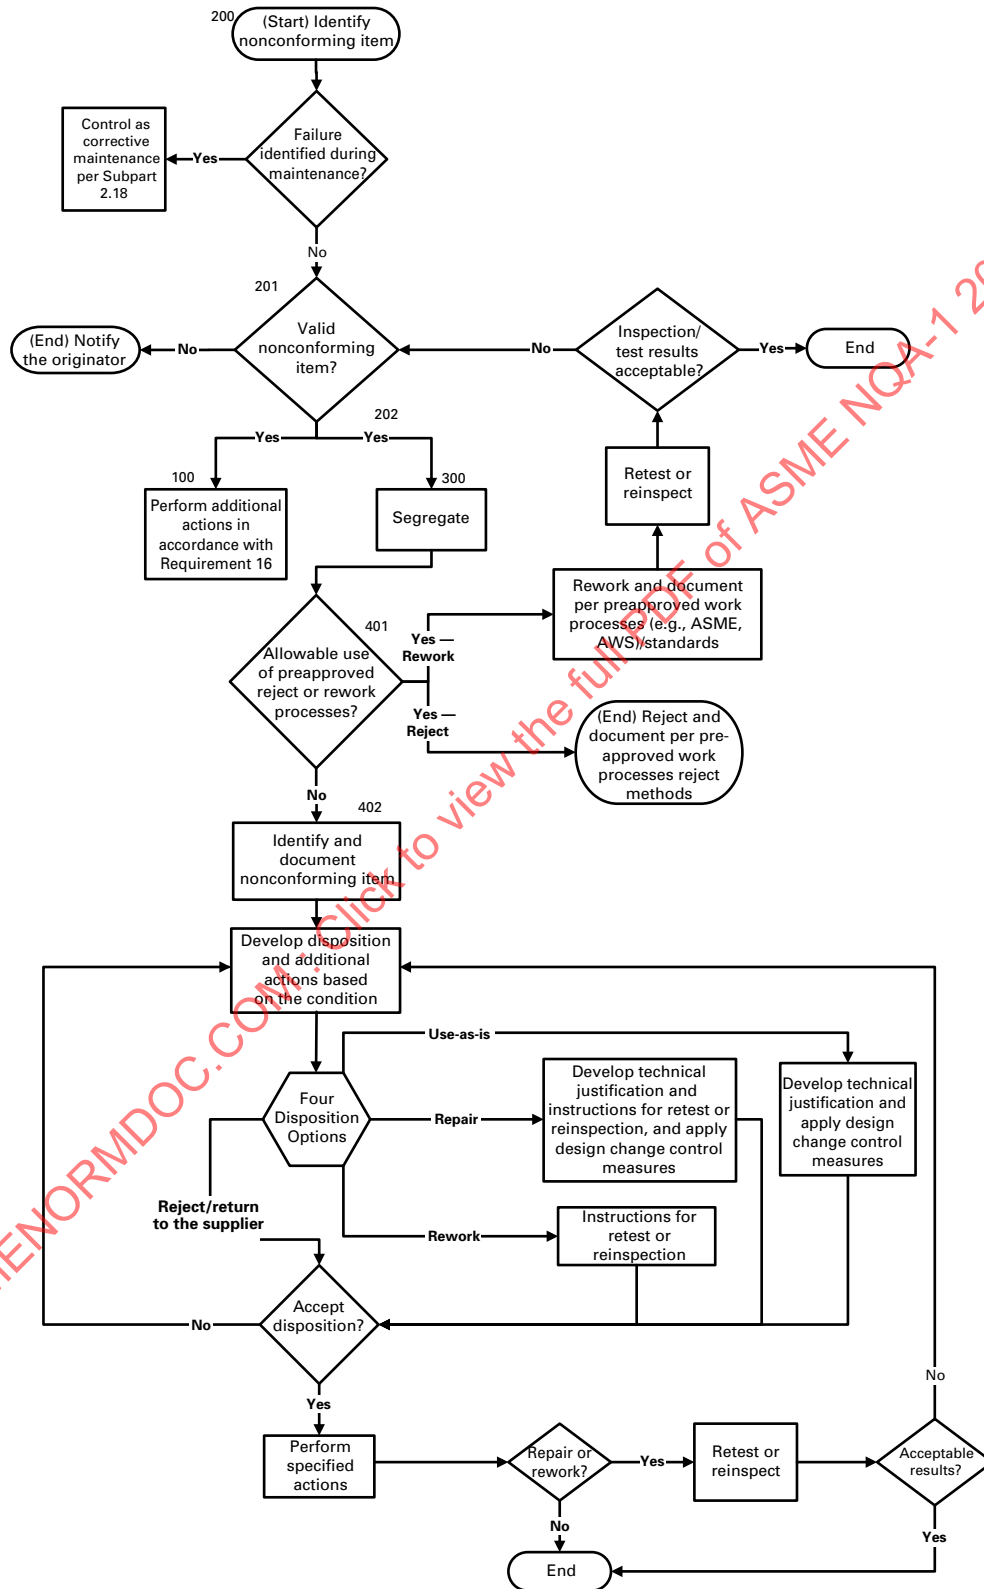 200
(Start) Identify
nonconforming item
Failure
identified during
maintenance?
Yes
Control as
corrective
maintenance
per Subpart
2.18
No
201
Valid
nonconforming
item?
No
(End) Notify
the originator
Inspection/
test results
acceptable?
No
Yes
End
202
Yes
Yes
100
Perform additional
actions in
accordance with
Requirement 16
300
Segregate
Retest or
reinspect
Rework and document
per preapproved work
processes (e.g., ASME,
AWS)/standards
401
Allowable use
of preapproved
reject or rework
processes?
Yes —
Rework
Yes —
Reject
(End) Reject and
document per pre-
approved work
processes reject
methods
No
402
Identify and
document
nonconforming item
Develop disposition
and additional
actions based
on the condition
Use-as-is
Four
Disposition
Options
Repair
Develop technical
justification and
instructions for retest or
reinspection, and apply
design change control
measures
Develop technical
justification and
apply design
change control
measures
Reject/return
to the supplier
Rework
Instructions for
retest or
reinspection
Accept
disposition?
No
Yes
Perform
specified
actions
Repair or
rework?
Yes
Retest or
reinspect
Acceptable
results?
No
Yes
No
End
MENORMDOC.COM : Click to view the full PDF of ASME NQA-1 20